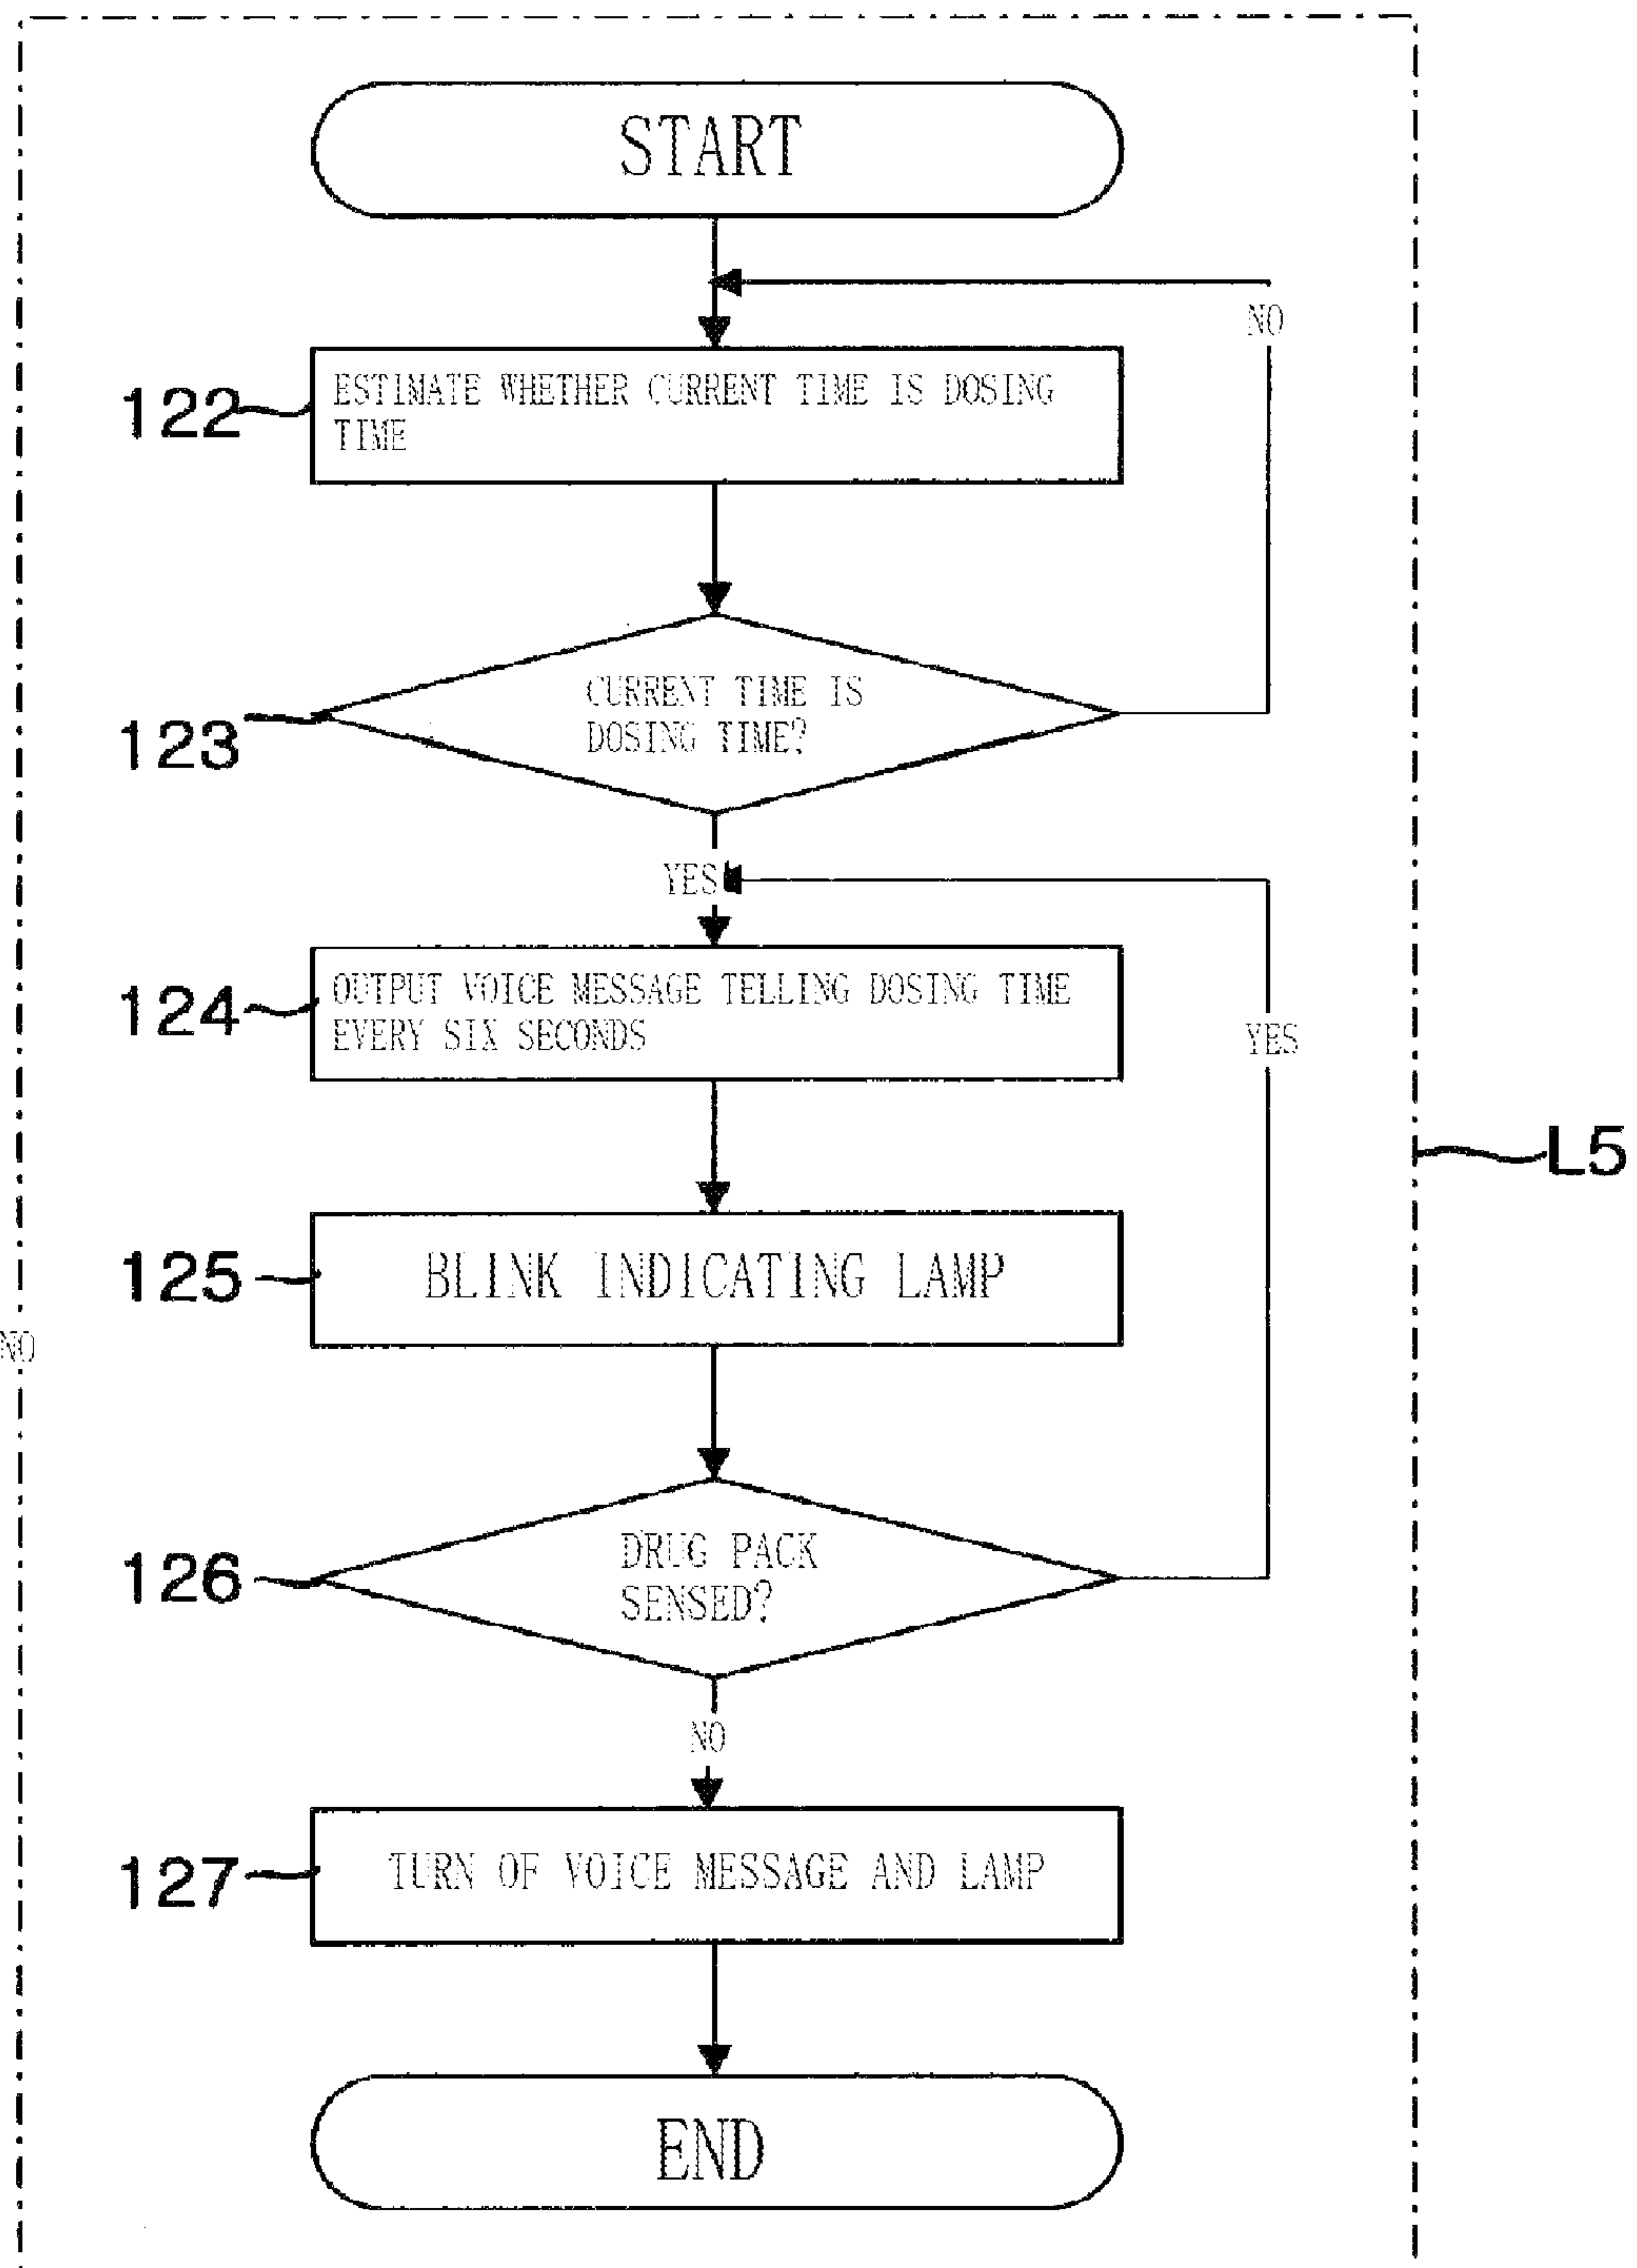 START
NO
122
ESTIMATE WHETHER CURRENT TIME IS DOSING
TIME
123
CURRENT TIME IS
DOSING TIME?
YES
124
OUTPUT VOICE MESSAGE TELLING DOSING TIME
EVERY SIX SECONDS
YES
L5
125
BLINK INDICATING LAMP
NO
126
DRUG PACK
SENSED?
NO
127
TURN OF VOICE MESSAGE AND LAMP
END